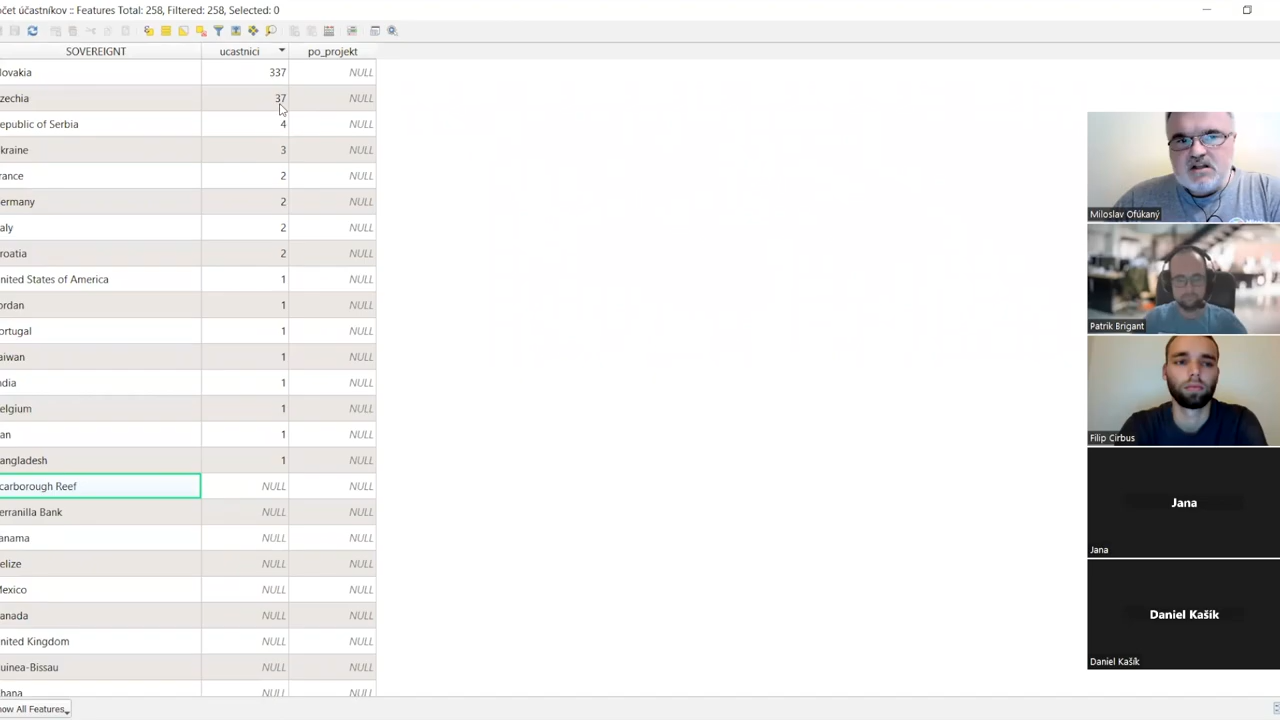 očet účastníkov :: Features Total: 258, Filtered: 258, Selected: 0
SOVEREIGNT ucastnici po_projekt
lovakia 337 NULL
zechia 37 NULL
epublic of Serbia 4 NULL
kraine 3 NULL
rance 2 NULL
ermany 2 NULL
aly 2 NULL
roatia 2 NULL
nited States of America 1 NULL
ordan 1 NULL
ortugal 1 NULL
aiwan 1 NULL
ndia 1 NULL
elgium 1 NULL
an 1 NULL
angladesh 1 NULL
carborough Reef NULL NULL
erranilla Bank NULL NULL
anama NULL NULL
elize NULL NULL
Mexico NULL NULL
anada NULL NULL
nited Kingdom NULL NULL
uinea-Bissau NULL NULL
hana NULL NULL
how All Features
Miloslav Ofúkaný
Patrik Brigant
Filip Cirbus
Jana
Jana
Daniel Kašík
Daniel Kašík